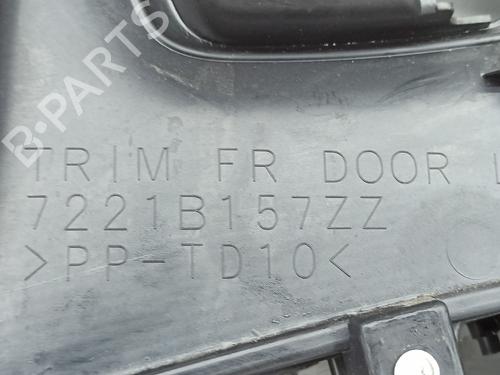 B-PARTS
TRIM FR DOOR L
7221B157ZZ
>PP-TD10<